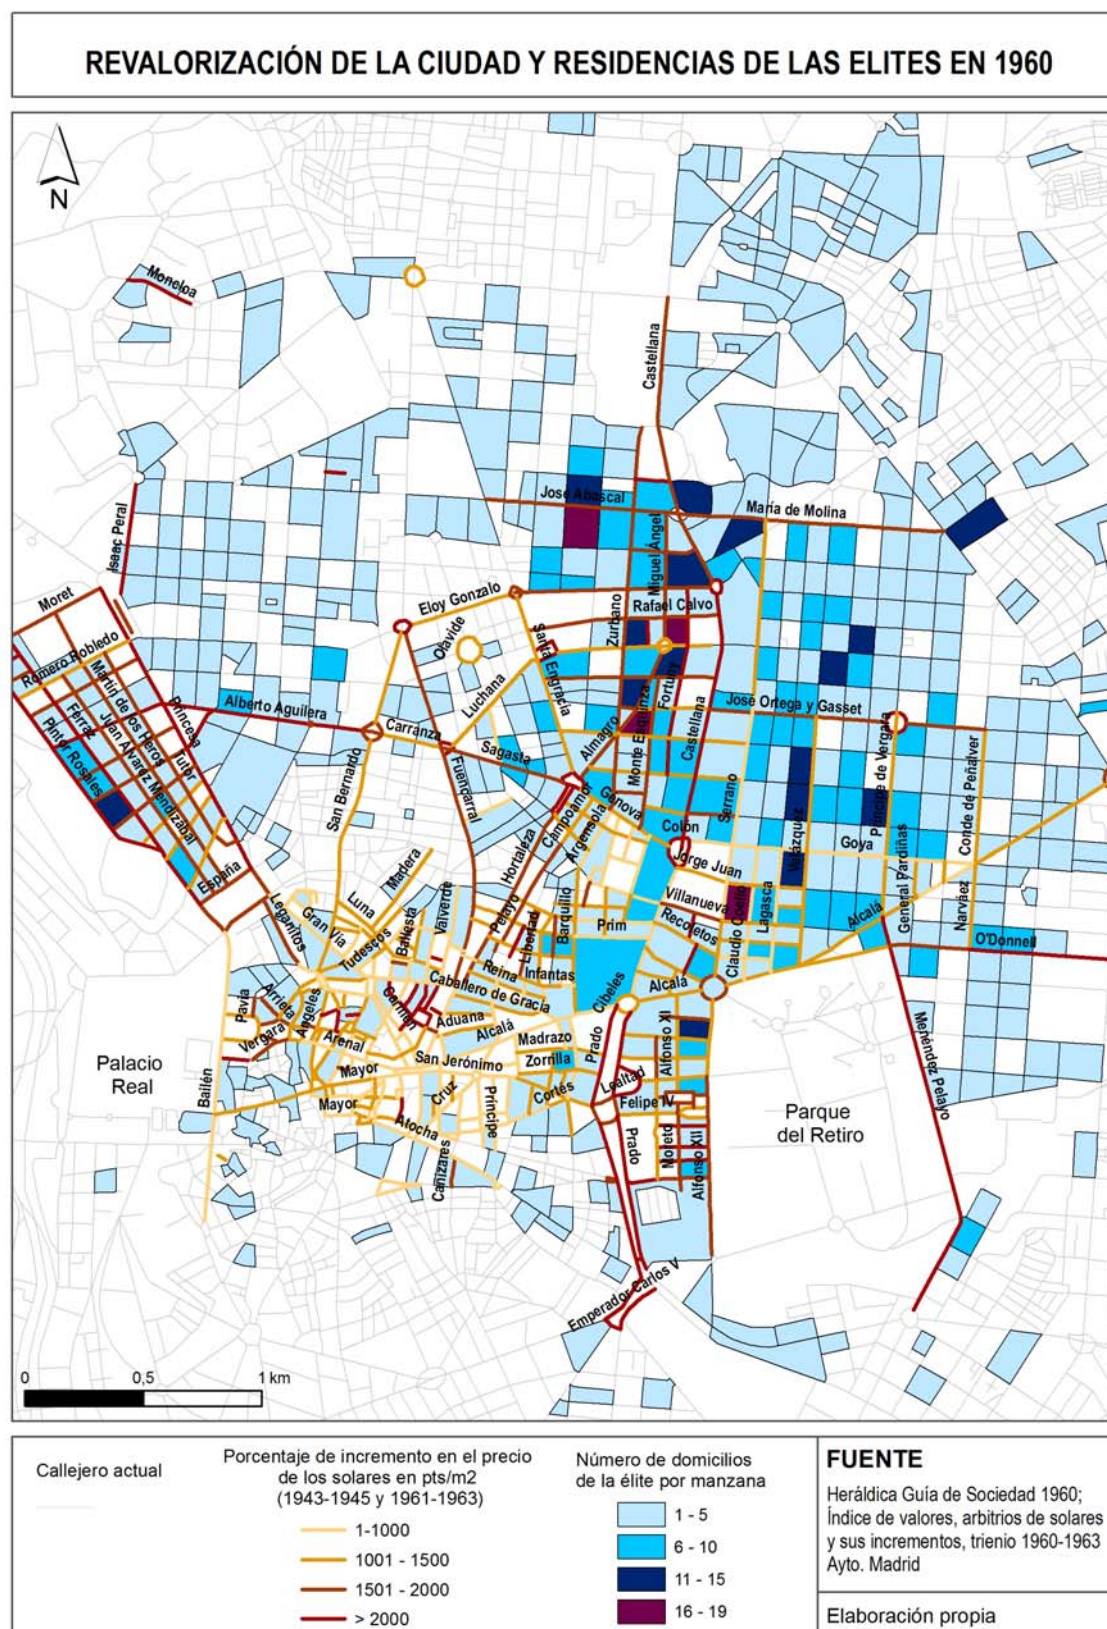 REVALORIZACIÓN DE LA CIUDAD Y RESIDENCIAS DE LAS ELITES EN 1960
N
Moncloa
Castellana
Isaac Peral
Jose Abascal
María de Molina
Miguel Ángel
Moret
Eloy Gonzalo
Rafael Calvo
Zurbano
Olavide
Santa Engracia
Romero Robledo
Martín de los Heros
Princesa
Luchana
Fortuny
Ferraz
Juan Alvarez Mendizábal
Tutor
Pintor Rosales
Alberto Aguilera
Carranza
Sagasta
Almagro
Monte Esquinza
Castellana
José Ortega y Gasset
Príncipe de Vergara
Conde de Peñalver
San Bernardo
Fuencarral
Campoamor
Genova
Argensola
Serrano
Colón
Velázquez
Goya
Hortaleza
Jorge Juan
España
Madera
Villanueva
Claudio Coello
Lagasca
General Pardiñas
Narváez
Leganitos
Luna
Gran Via
Tudescos
Ballesta
Valverde
Pelayo
Libertad
Barquillo
Prim
Recoletos
Alcalá
O'Donnell
Reina
Infantas
Caballero de Gracia
Cibeles
Alcalá
Pavia
Arrieta
Angeles
Carmen
Aduana
Alcalá
Vergara
Arenal
Madrazo
Prado
Alfonso XI
Menéndez Pelayo
Palacio
Real
Bailén
Mayor
San Jerónimo
Zorrilla
Lealtad
Mayor
Cruz
Príncipe
Cortés
Felipe IV
Parque
del Retiro
Atocha
Cañizares
Prado
Moreto
Alfonso XII
Emperador Carlos V
0
0,5
1 km
Callejero actual
Porcentaje de incremento en el precio
de los solares en pts/m2
(1943-1945 y 1961-1963)
1-1000
1001 - 1500
1501 - 2000
> 2000
Número de domicilios
de la élite por manzana
1 - 5
6 - 10
11 - 15
16 - 19
FUENTE
Heráldica Guía de Sociedad 1960;
Índice de valores, arbitrios de solares
y sus incrementos, trienio 1960-1963
Ayto. Madrid
Elaboración propia